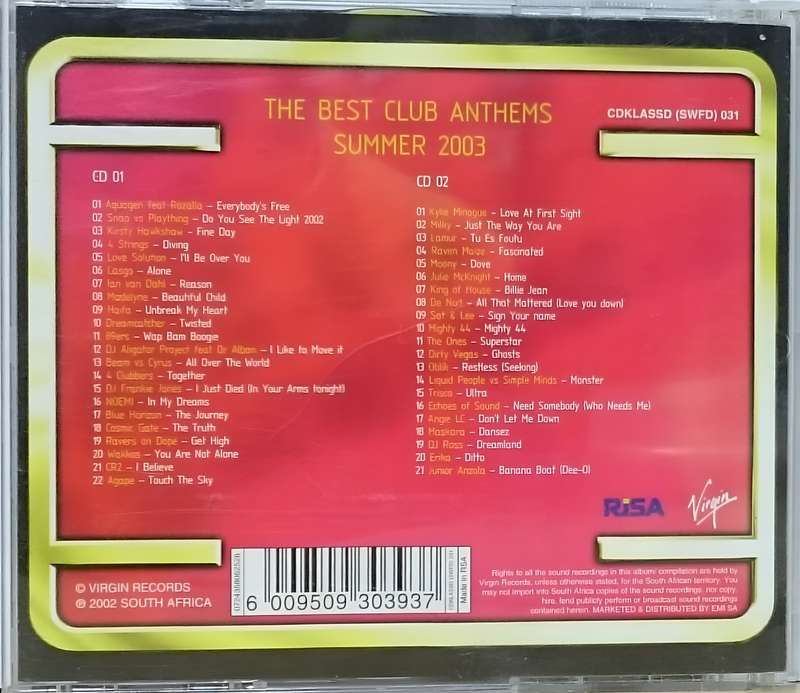 THE BEST CLUB ANTHEMS
SUMMER 2003
CDKLASSD (SWFD) 031
CD 01
01 Aquagen feat Rozalla – Everybody's Free
02 Snap vs Plaything – Do You See The Light 2002
03 Kirsty Hawkshaw – Fine Day
04 4 Strings – Diving
05 Love Solution – I'll Be Over You
06 Lasgo – Alone
07 Ian van Dahl – Reason
08 Madelyne – Beautiful Child
09 Haifa – Unbreak My Heart
10 Dreamcatcher – Twisted
11 89ers – Wap Bam Boogie
12 DJ Aligator Project feat Dr Alban – I Like to Move it
13 Beam vs Cyrus – All Over The World
14 4 Clubbers – Together
15 DJ Frankie Jones – I Just Died (In Your Arms tonight)
16 NOEMI – In My Dreams
17 Blue Horizon – The Journey
18 Cosmic Gate – The Truth
19 Ravers on Dope – Get High
20 Wakkas – You Are Not Alone
21 CR2 – I Believe
22 Agape – Touch The Sky
CD 02
01 Kylie Minogue – Love At First Sight
02 Milky – Just The Way You Are
03 Lamur – Tu Es Foutu
04 Raven Maize – Fascinated
05 Moony – Dove
06 Julie McKnight – Home
07 King of House – Billie Jean
08 De Nuit – All That Mattered (Love you down)
09 Sat & Lee – Sign Your name
10 Mighty 44 – Mighty 44
11 The Ones – Superstar
12 Dirty Vegas – Ghosts
13 Oblik – Restless (Seeking)
14 Liquid People vs Simple Minds – Monster
15 Trisco – Ultra
16 Echoes of Sound – Need Somebody (Who Needs Me)
17 Angie LC – Don't Let Me Down
18 Maskara – Dansez
19 DJ Ross – Dreamland
20 Erika – Ditto
21 Junior Anzola – Banana Boat (Dee-O)
RiSA
Virgin
© VIRGIN RECORDS
℗ 2002 SOUTH AFRICA
6 009509 303937
Made in RSA
Rights to all the sound recordings in this album/ compilation are held by
Virgin Records, unless otherwise stated, for the South African territory. You
may not import into South Africa copies of the sound recordings, nor copy,
hire, lend publicly perform or broadcast sound recordings
contained herein. MARKETED & DISTRIBUTED BY EMI SA